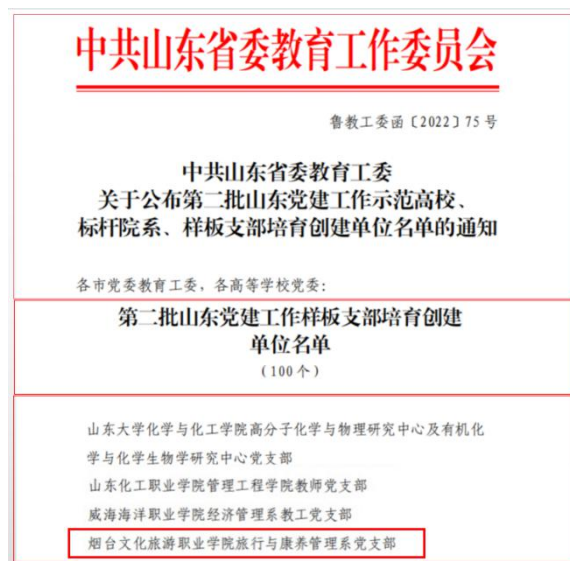 中共山东省委教育工作委员会
鲁教工委函〔2022〕75号
中共山东省委教育工委
关于公布第二批山东党建工作示范高校、
标杆院系、样板支部培育创建单位名单的通知
各市党委教育工委，各高等学校党委：
第二批山东党建工作样板支部培育创建
单位名单
（100个）
山东大学化学与化工学院高分子化学与物理研究中心及有机化
学与化学生物学研究中心党支部
山东化工职业学院管理工程学院教师党支部
威海海洋职业学院经济管理系教工党支部
烟台文化旅游职业学院旅行与康养管理系党支部